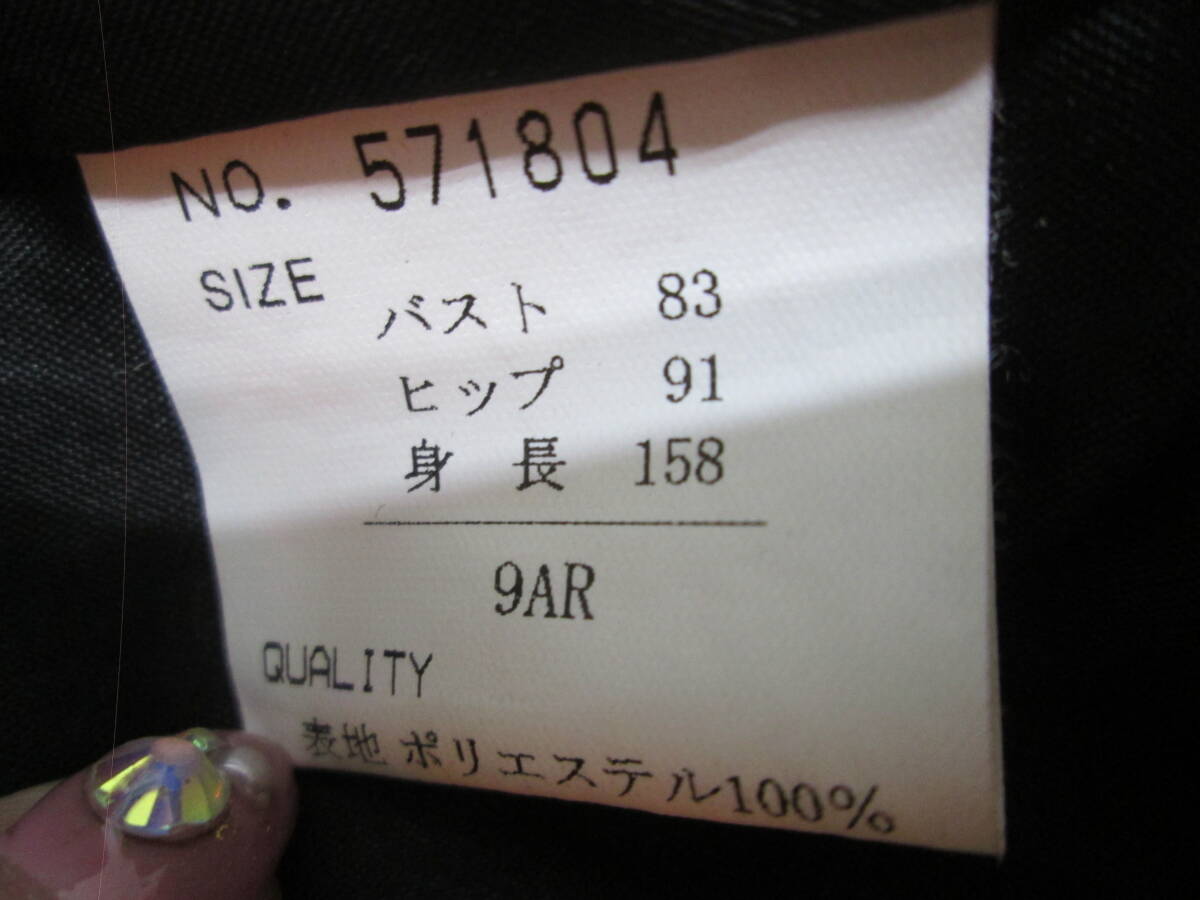 NO. 571804
SIZE
バスト 83
ヒップ 91
身長 158
9AR
QUALITY
表地 ポリエステル100%